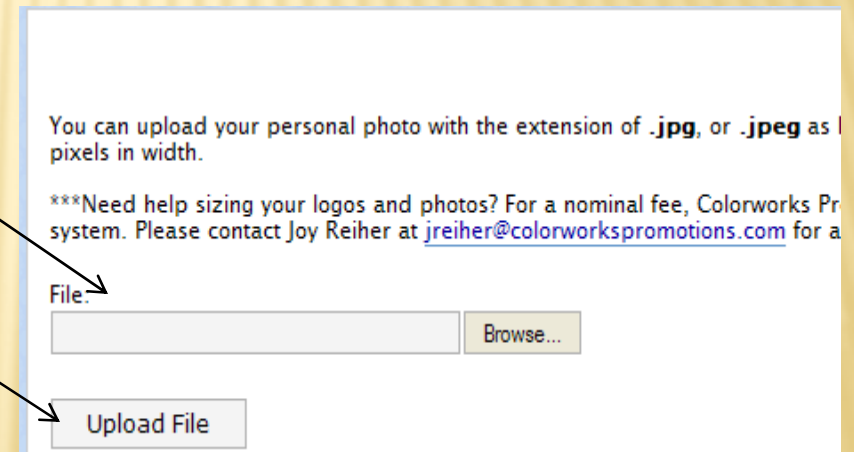 You can upload your personal photo with the extension of .jpg, or .jpeg as
pixels in width.
***Need help sizing your logos and photos? For a nominal fee, Colorworks
system. Please contact Joy Reiher at jreiher@colorworkspromotions.com for
File:
Browse...
Upload File